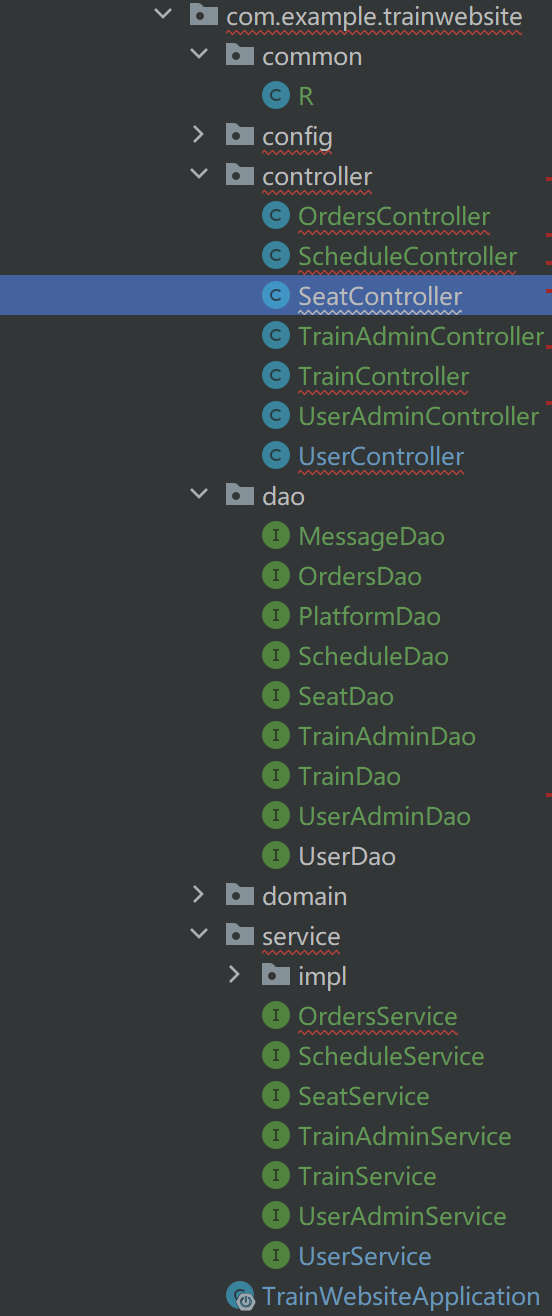 com.example.trainwebsite
common
C R
config
controller
C OrdersController
C ScheduleController
C SeatController
C TrainAdminController
C TrainController
C UserAdminController
C UserController
dao
I MessageDao
I OrdersDao
I PlatformDao
I ScheduleDao
I SeatDao
I TrainAdminDao
I TrainDao
I UserAdminDao
I UserDao
domain
service
impl
I OrdersService
I ScheduleService
I SeatService
I TrainAdminService
I TrainService
I UserAdminService
I UserService
C TrainWebsiteApplication